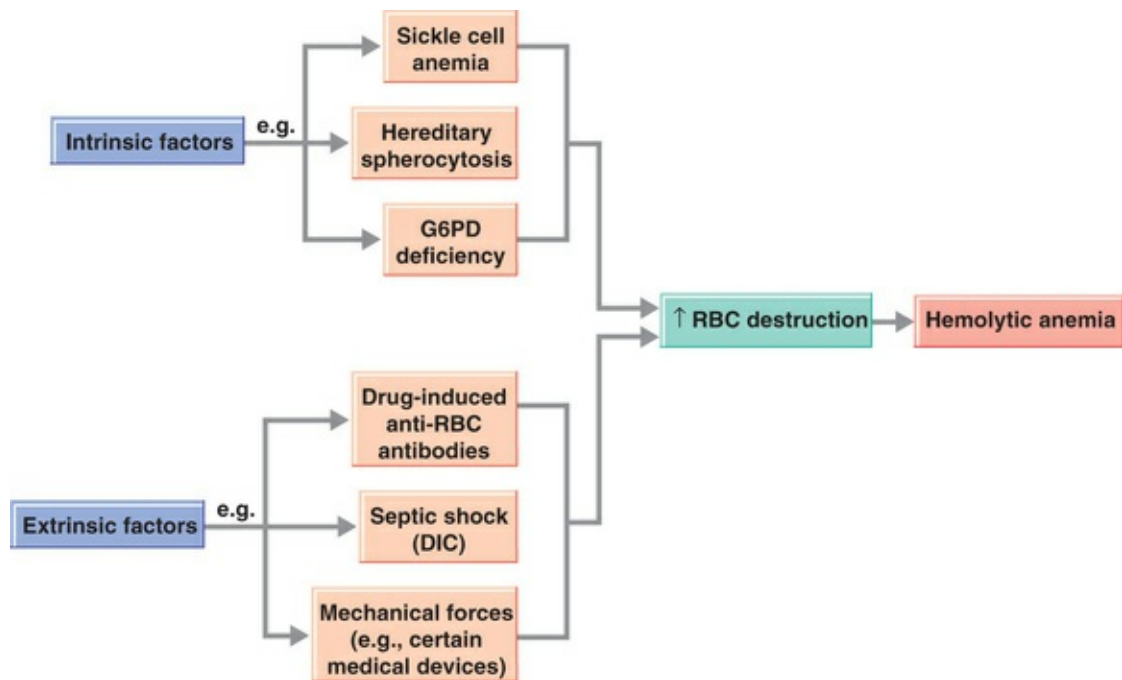 Sickle cell
anemia
Intrinsic factors
e.g.
Hereditary
spherocytosis
G6PD
deficiency
↑ RBC destruction
Hemolytic anemia
Drug-induced
anti-RBC
antibodies
Extrinsic factors
e.g.
Septic shock
(DIC)
Mechanical forces
(e.g., certain
medical devices)